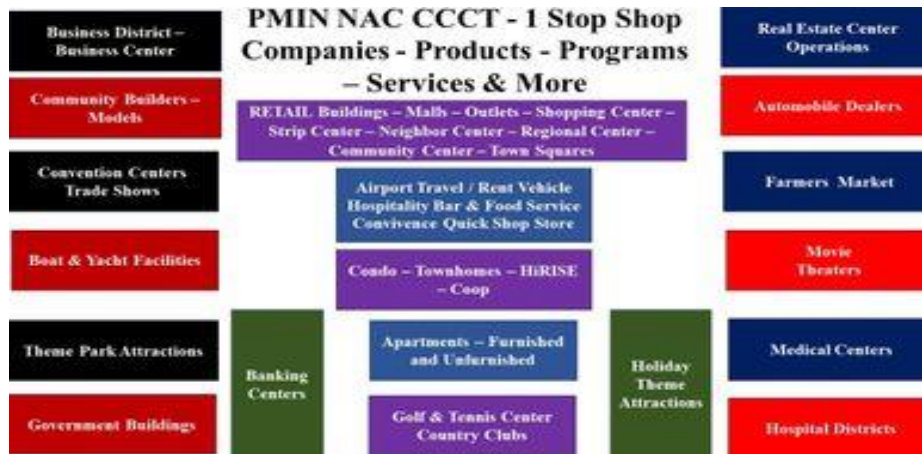 PMIN NAC CCCT - 1 Stop Shop
Companies - Products - Programs
– Services & More
Business District –
Business Center
Community Builders –
Models
Convention Centers
Trade Shows
Boat & Yacht Facilities
Theme Park Attractions
Government Buildings
RETAIL Buildings – Malls – Outlets – Shopping Center –
Strip Center – Neighbor Center – Regional Center –
Community Center – Town Squares
Airport Travel / Rent Vehicle
Hospitality Bar & Food Service
Convivence Quick Shop Store
Condo – Townhomes – HiRISE
– Coop
Banking
Centers
Apartments – Furnished
and Unfurnished
Golf & Tennis Center
Country Clubs
Holiday
Theme
Attractions
Real Estate Center
Operations
Automobile Dealers
Farmers Market
Movie
Theaters
Medical Centers
Hospital Districts